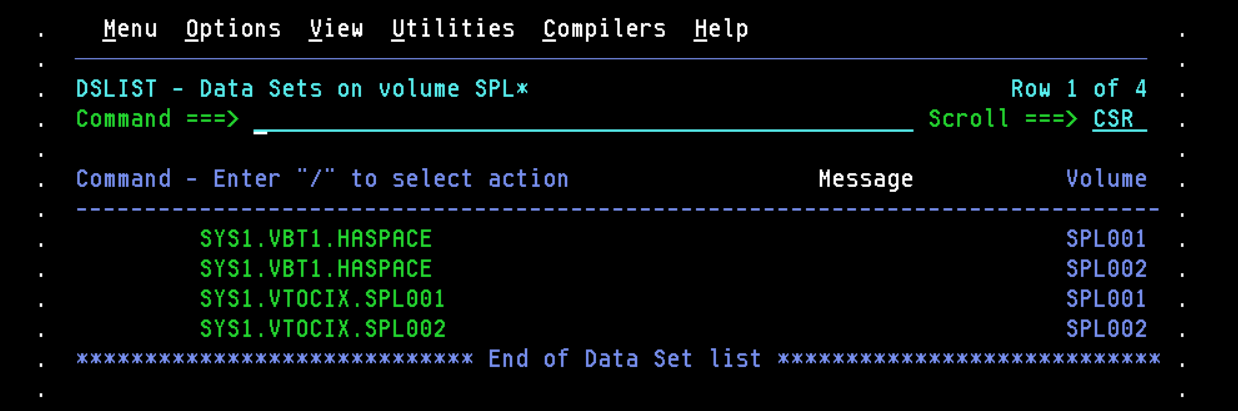 . Menu Options View Utilities Compilers Help .
. .
. DSLIST - Data Sets on volume SPL* Row 1 of 4 .
. Command ===> _ Scroll ===> CSR .
. .
. Command - Enter "/" to select action Message Volume .
. ------------------------------------------------------------------------------- .
. SYS1.VBT1.HASPACE SPL001 .
. SYS1.VBT1.HASPACE SPL002 .
. SYS1.VTOCIX.SPL001 SPL001 .
. SYS1.VTOCIX.SPL002 SPL002 .
. ***************************** End of Data Set list **************************** .
. .